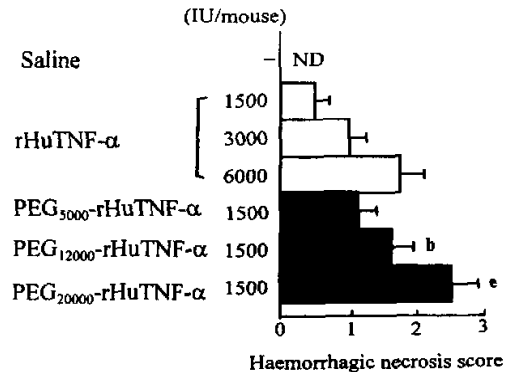 (IU/mouse)
Saline – ND
rHuTNF-α
1500
3000
6000
PEG5000-rHuTNF-α 1500
PEG12000-rHuTNF-α 1500 b
PEG20000-rHuTNF-α 1500 e
0 1 2 3
Haemorrhagic necrosis score